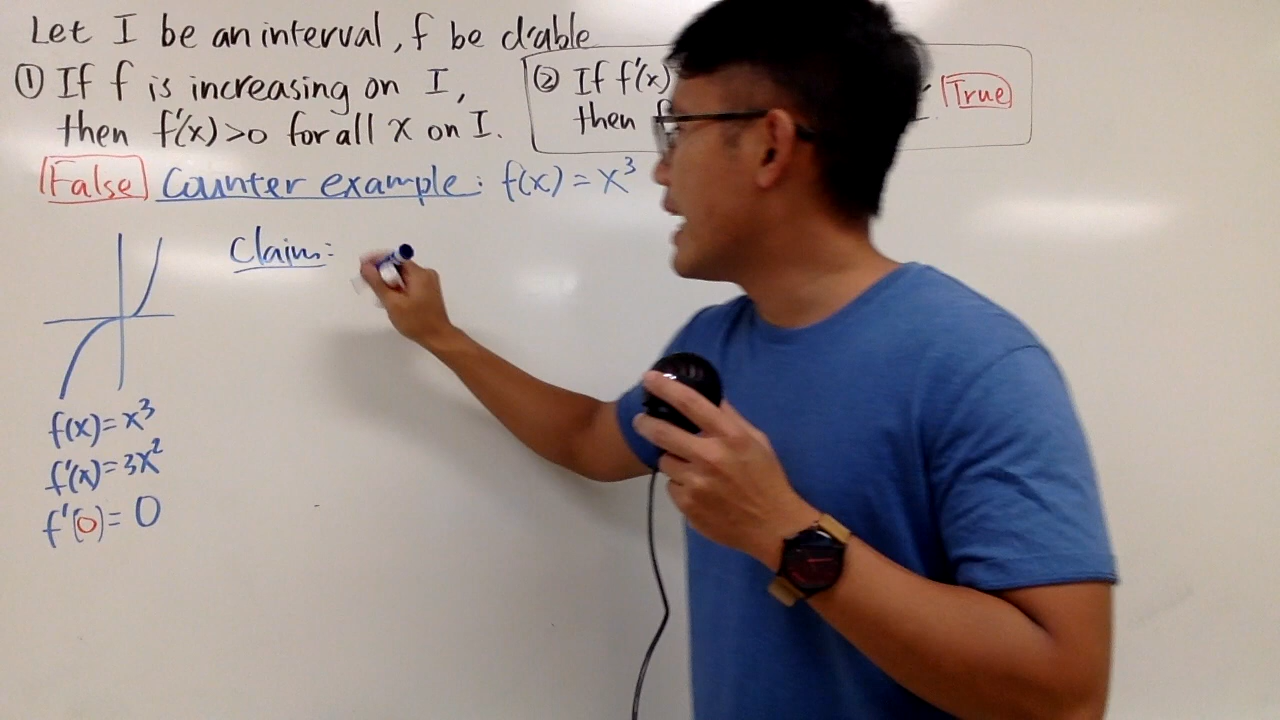 Let I be an interval, f be d'able
① If f is increasing on I,
then f'(x)>0 for all x on I.
② If f'(x)
then
True
False Counter example: f(x) = x³
Claim:
f(x)=x³
f'(x)=3x²
f'(0)=0